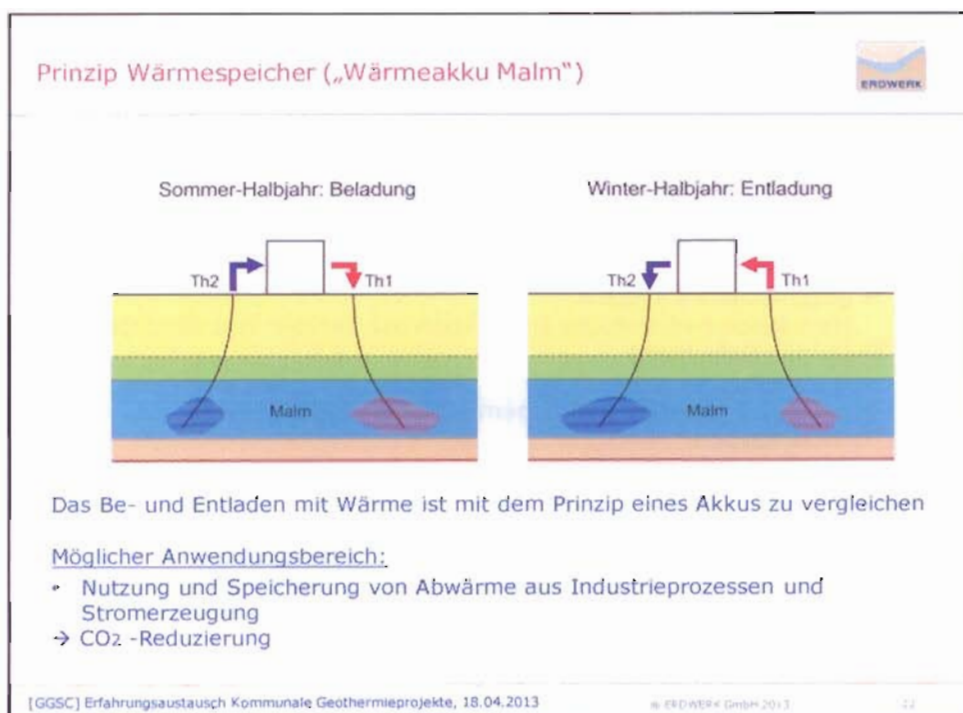 Prinzip Wärmespeicher („Wärmeakku Malm“)
ERDWERK
Sommer-Halbjahr: Beladung
Winter-Halbjahr: Entladung
Th2
Th1
Th2
Th1
Malm
Malm
Das Be- und Entladen mit Wärme ist mit dem Prinzip eines Akkus zu vergleichen
Möglicher Anwendungsbereich:
• Nutzung und Speicherung von Abwärme aus Industrieprozessen und
Stromerzeugung
→ CO2 -Reduzierung
[GGSC] Erfahrungsaustausch Kommunale Geothermieprojekte, 18.04.2013
© ERDWERK GmbH 2013
22